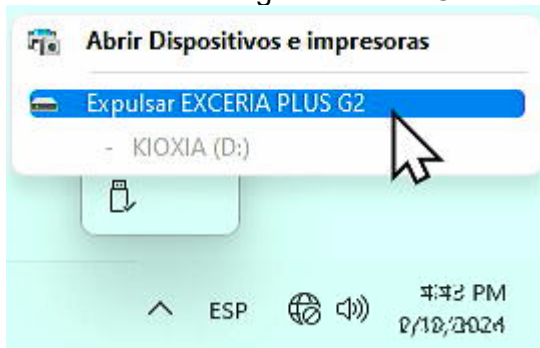 Abrir Dispositivos e impresoras
Expulsar EXCERIA PLUS G2
- KIOXIA (D:)
ESP
PM